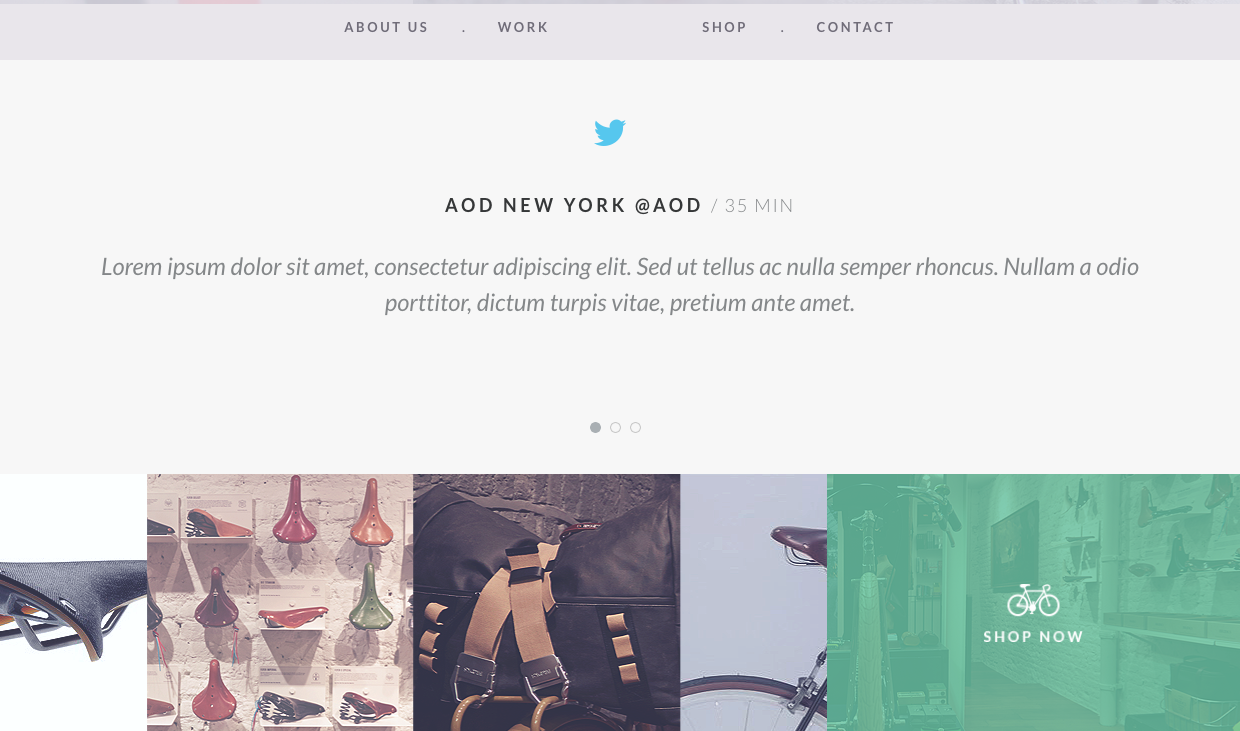 ABOUT US . WORK SHOP . CONTACT
AOD NEW YORK @AOD / 35 MIN
Lorem ipsum dolor sit amet, consectetur adipiscing elit. Sed ut tellus ac nulla semper rhoncus. Nullam a odio
porttitor, dictum turpis vitae, pretium ante amet.
SHOP NOW